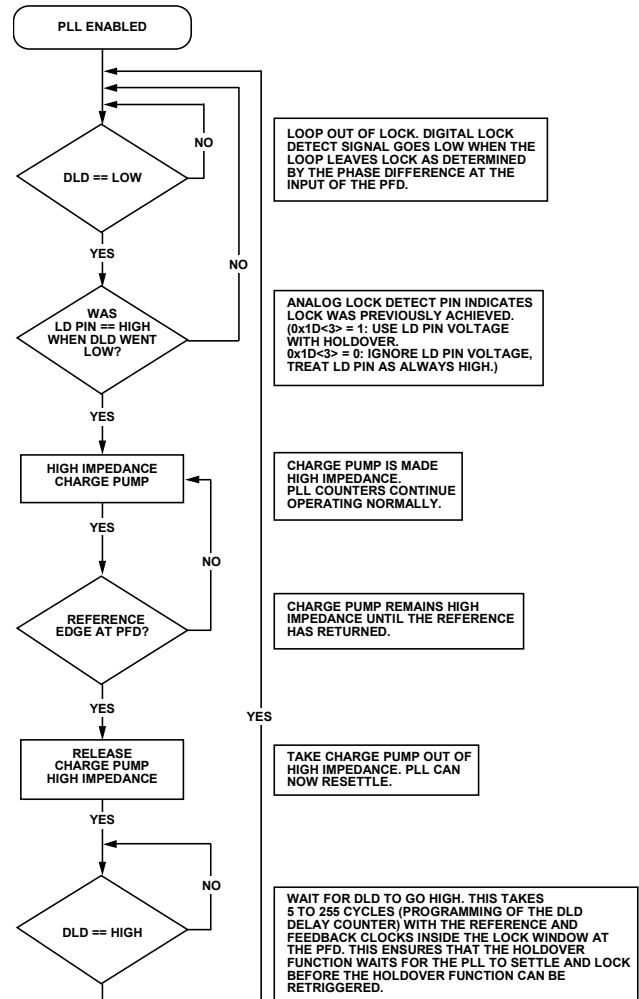 PLL ENABLED
NO
DLD == LOW
LOOP OUT OF LOCK. DIGITAL LOCK
DETECT SIGNAL GOES LOW WHEN THE
LOOP LEAVES LOCK AS DETERMINED
BY THE PHASE DIFFERENCE AT THE
INPUT OF THE PFD.
YES
NO
WAS
LD PIN == HIGH
WHEN DLD WENT
LOW?
ANALOG LOCK DETECT PIN INDICATES
LOCK WAS PREVIOUSLY ACHIEVED.
(0x1D<3> = 1: USE LD PIN VOLTAGE
WITH HOLDOVER.
0x1D<3> = 0: IGNORE LD PIN VOLTAGE,
TREAT LD PIN AS ALWAYS HIGH.)
YES
HIGH IMPEDANCE
CHARGE PUMP
CHARGE PUMP IS MADE
HIGH IMPEDANCE.
PLL COUNTERS CONTINUE
OPERATING NORMALLY.
YES
NO
REFERENCE
EDGE AT PFD?
CHARGE PUMP REMAINS HIGH
IMPEDANCE UNTIL THE REFERENCE
HAS RETURNED.
YES
YES
RELEASE
CHARGE PUMP
HIGH IMPEDANCE
TAKE CHARGE PUMP OUT OF
HIGH IMPEDANCE. PLL CAN
NOW RESETTLE.
YES
NO
DLD == HIGH
WAIT FOR DLD TO GO HIGH. THIS TAKES
5 TO 255 CYCLES (PROGRAMMING OF THE DLD
DELAY COUNTER) WITH THE REFERENCE AND
FEEDBACK CLOCKS INSIDE THE LOCK WINDOW AT
THE PFD. THIS ENSURES THAT THE HOLDOVER
FUNCTION WAITS FOR THE PLL TO SETTLE AND LOCK
BEFORE THE HOLDOVER FUNCTION CAN BE
RETRIGGERED.